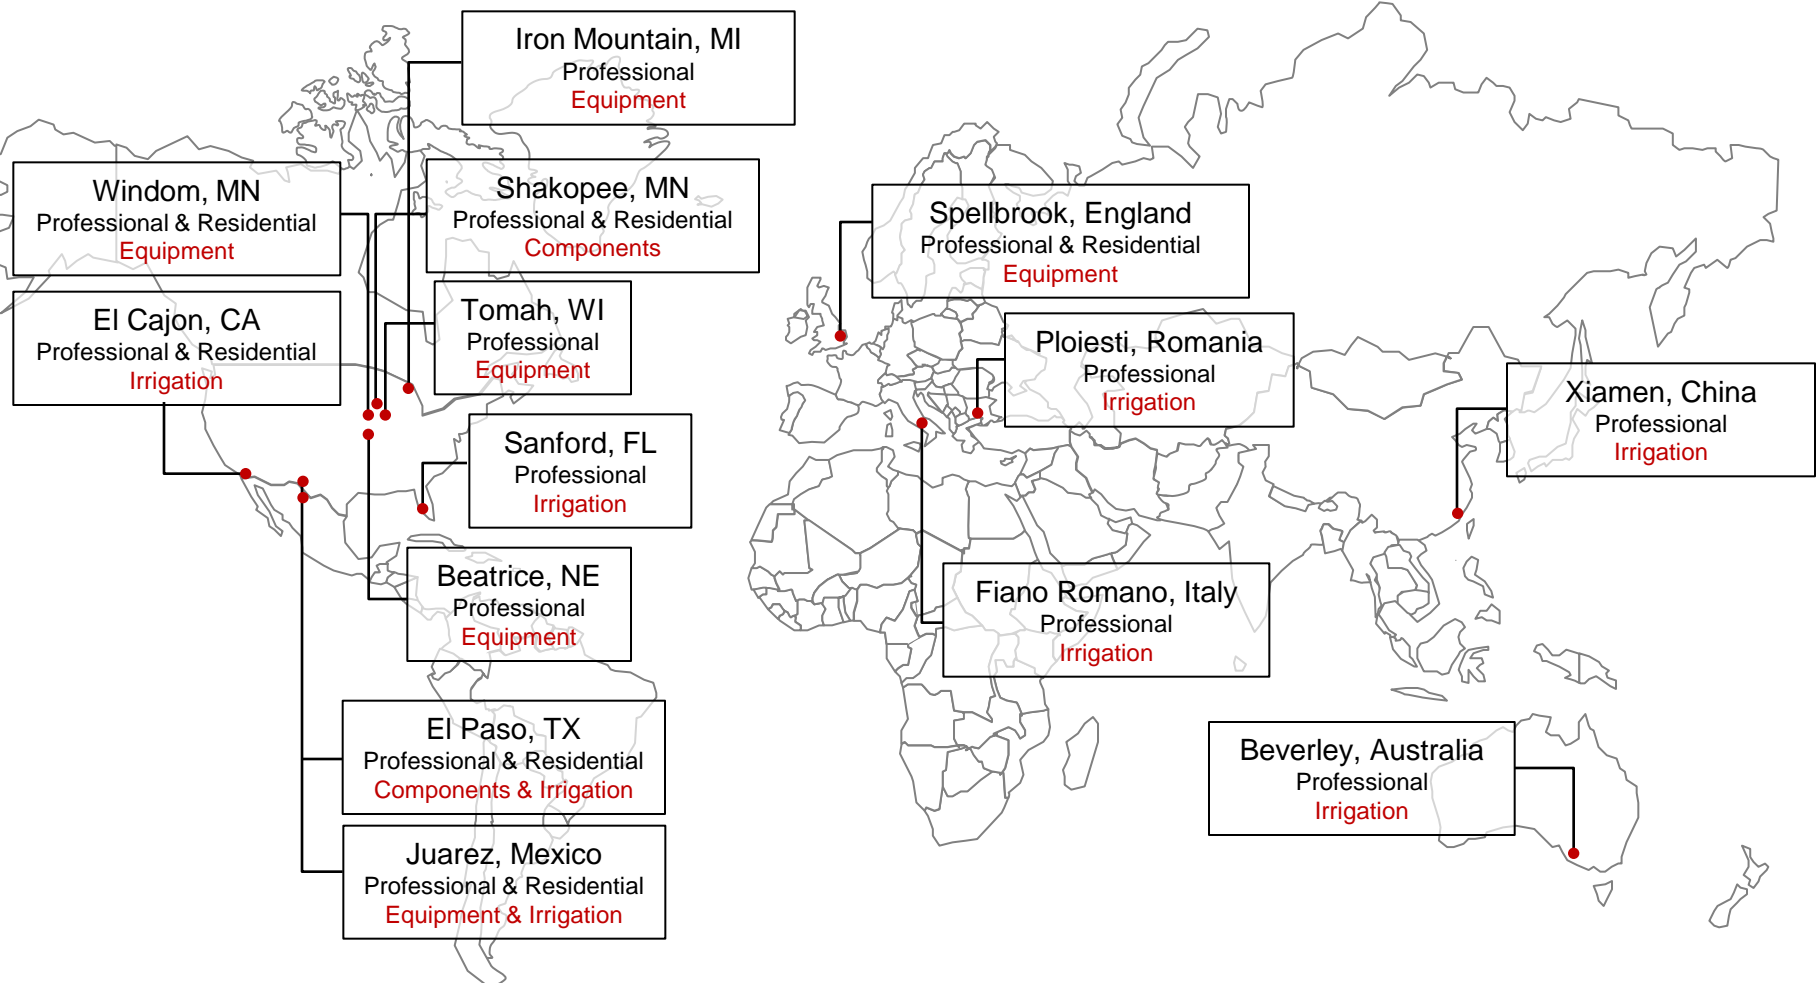 Iron Mountain, MI
Professional
Equipment
Windom, MN
Professional & Residential
Equipment
Shakopee, MN
Professional & Residential
Components
Spellbrook, England
Professional & Residential
Equipment
El Cajon, CA
Professional & Residential
Irrigation
Tomah, WI
Professional
Equipment
Ploiesti, Romania
Professional
Irrigation
Xiamen, China
Professional
Irrigation
Sanford, FL
Professional
Irrigation
Beatrice, NE
Professional
Equipment
Fiano Romano, Italy
Professional
Irrigation
El Paso, TX
Professional & Residential
Components & Irrigation
Beverley, Australia
Professional
Irrigation
Juarez, Mexico
Professional & Residential
Equipment & Irrigation